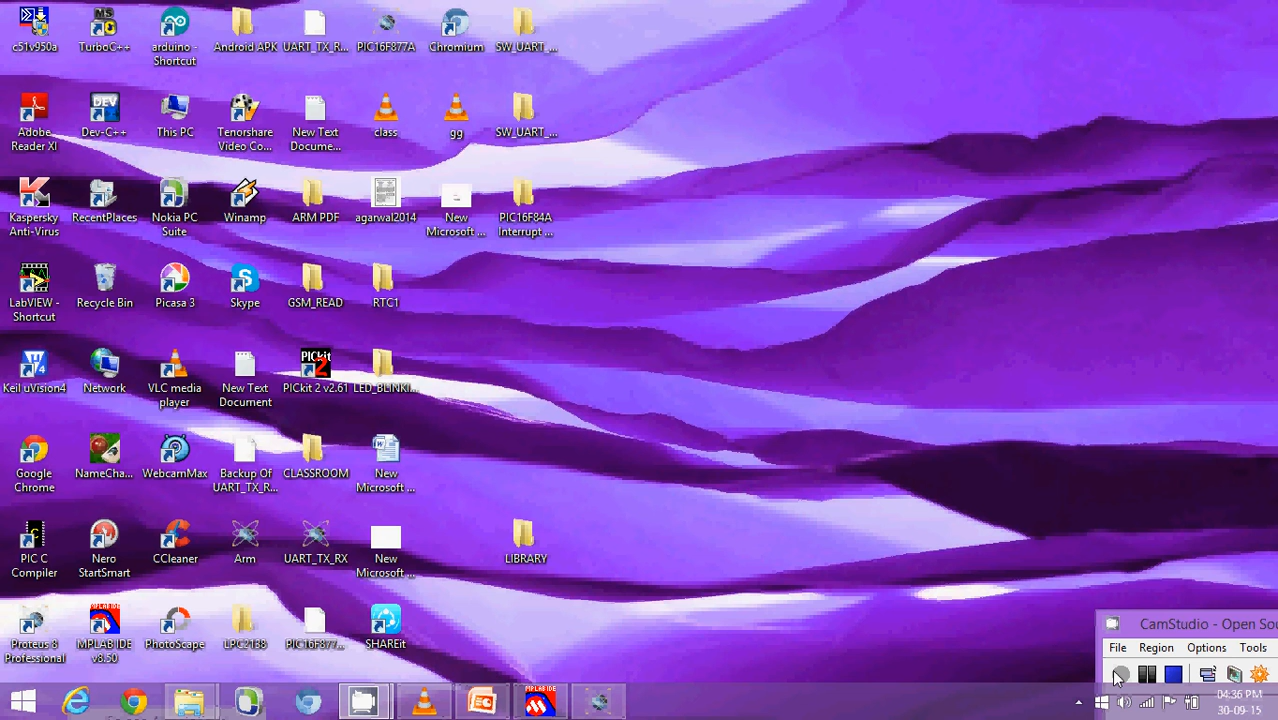 c51v950a
TurboC++
arduino -
Shortcut
Android APK
UART_TX_R...
PIC16F877A
Chromium
SW_UART_...
Adobe
Reader XI
Dev-C++
This PC
Tenorshare
Video Co...
New Text
Docume...
class
gg
SW_UART_...
Kaspersky
Anti-Virus
RecentPlaces
Nokia PC
Suite
Winamp
ARM PDF
agarwal2014
New
Microsoft ...
PIC16F84A
Interrupt ...
LabVIEW -
Shortcut
Recycle Bin
Picasa 3
Skype
GSM_READ
RTC1
Keil uVision4
Network
VLC media
player
New Text
Document
PICkit 2 v2.61
LED_BLINKI...
Google
Chrome
NameCha...
WebcamMax
Backup Of
UART_TX_R...
CLASSROOM
New
Microsoft ...
PIC C
Compiler
Nero
StartSmart
CCleaner
Arm
UART_TX_RX
New
Microsoft ...
LIBRARY
Proteus 8
Professional
MPLAB IDE
v8.50
PhotoScape
LPC2138
PIC16F877...
SHAREit
CamStudio - Open Sou
File Region Options Tools
04:36 PM
30-09-15